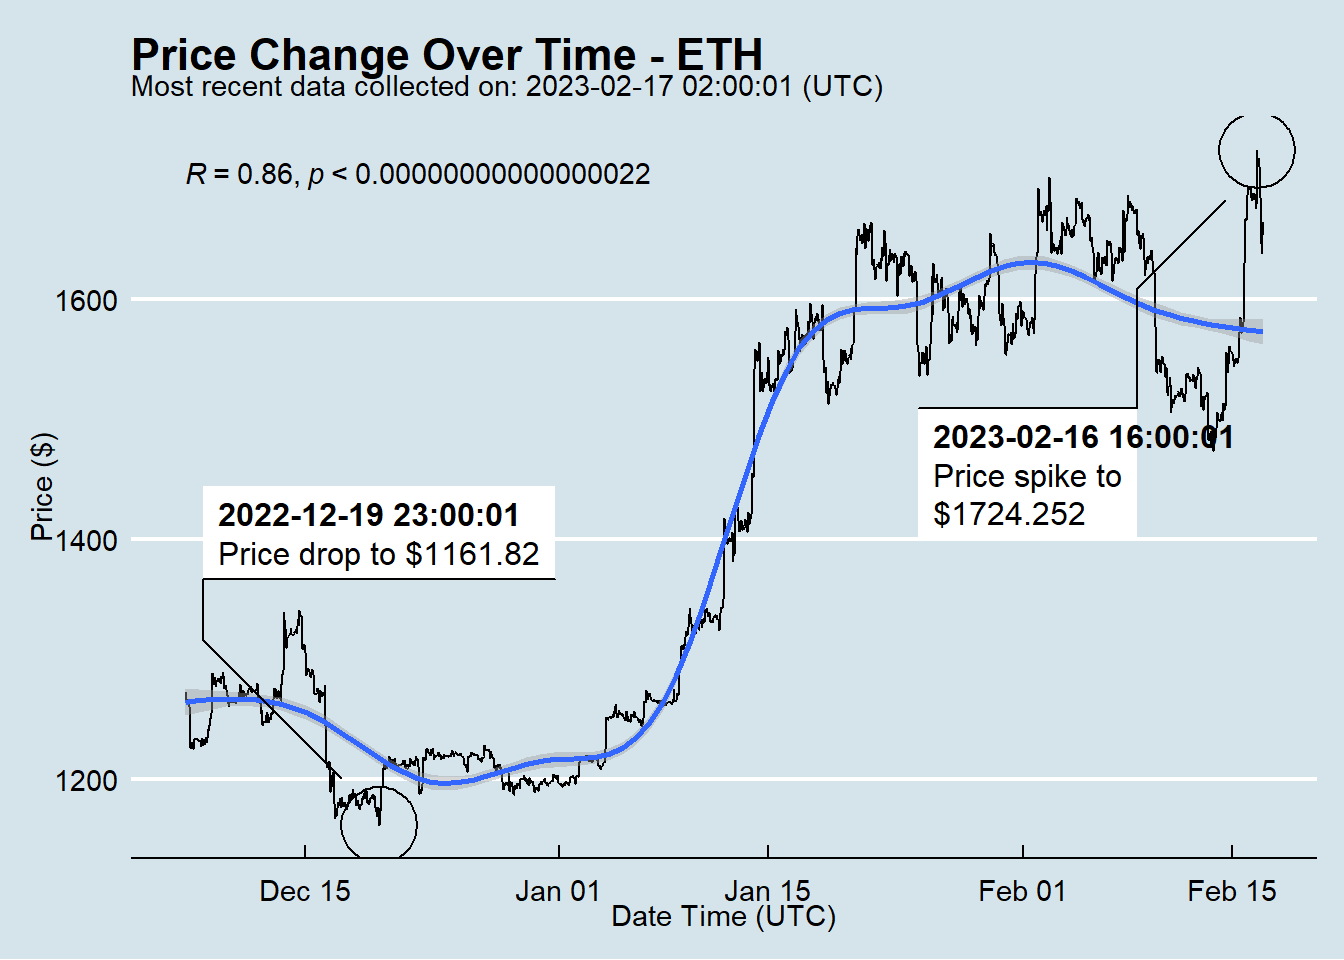 Price Change Over Time - ETH
Most recent data collected on: 2023-02-17 02:00:01 (UTC)
R = 0.86, p < 0.00000000000000022
1600
2023-02-16 16:00:01
Price spike to
$1724.252
Price ($)
2022-12-19 23:00:01
Price drop to $1161.82
1400
1200
Dec 15
Jan 01
Jan 15
Feb 01
Feb 15
Date Time (UTC)